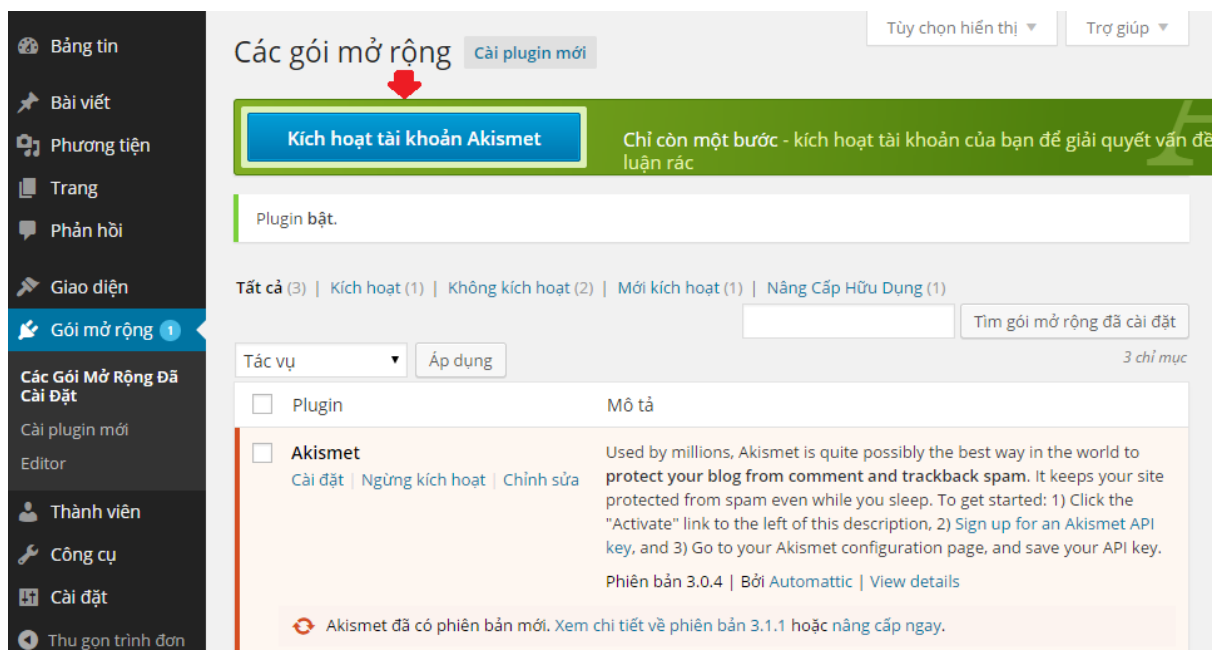 Bảng tin
Bài viết
Phương tiện
Trang
Phản hồi
Giao diện
Gói mở rộng 1
Các Gói Mở Rộng Đã
Cài Đặt
Cài plugin mới
Editor
Thành viên
Công cụ
Cài đặt
Thu gọn trình đơn
Tùy chọn hiển thị
Trợ giúp
Các gói mở rộng Cài plugin mới
Kích hoạt tài khoản Akismet
Chỉ còn một bước - kích hoạt tài khoản của bạn để giải quyết vấn đề
luận rác
Plugin bật.
Tất cả (3) | Kích hoạt (1) | Không kích hoạt (2) | Mới kích hoạt (1) | Nâng Cấp Hữu Dụng (1)
Tìm gói mở rộng đã cài đặt
Tác vụ
Áp dụng
3 chỉ mục
Plugin
Mô tả
Akismet
Cài đặt | Ngừng kích hoạt | Chỉnh sửa
Used by millions, Akismet is quite possibly the best way in the world to
protect your blog from comment and trackback spam. It keeps your site
protected from spam even while you sleep. To get started: 1) Click the
"Activate" link to the left of this description, 2) Sign up for an Akismet API
key, and 3) Go to your Akismet configuration page, and save your API key.
Phiên bản 3.0.4 | Bởi Automattic | View details
Akismet đã có phiên bản mới. Xem chi tiết về phiên bản 3.1.1 hoặc nâng cấp ngay.